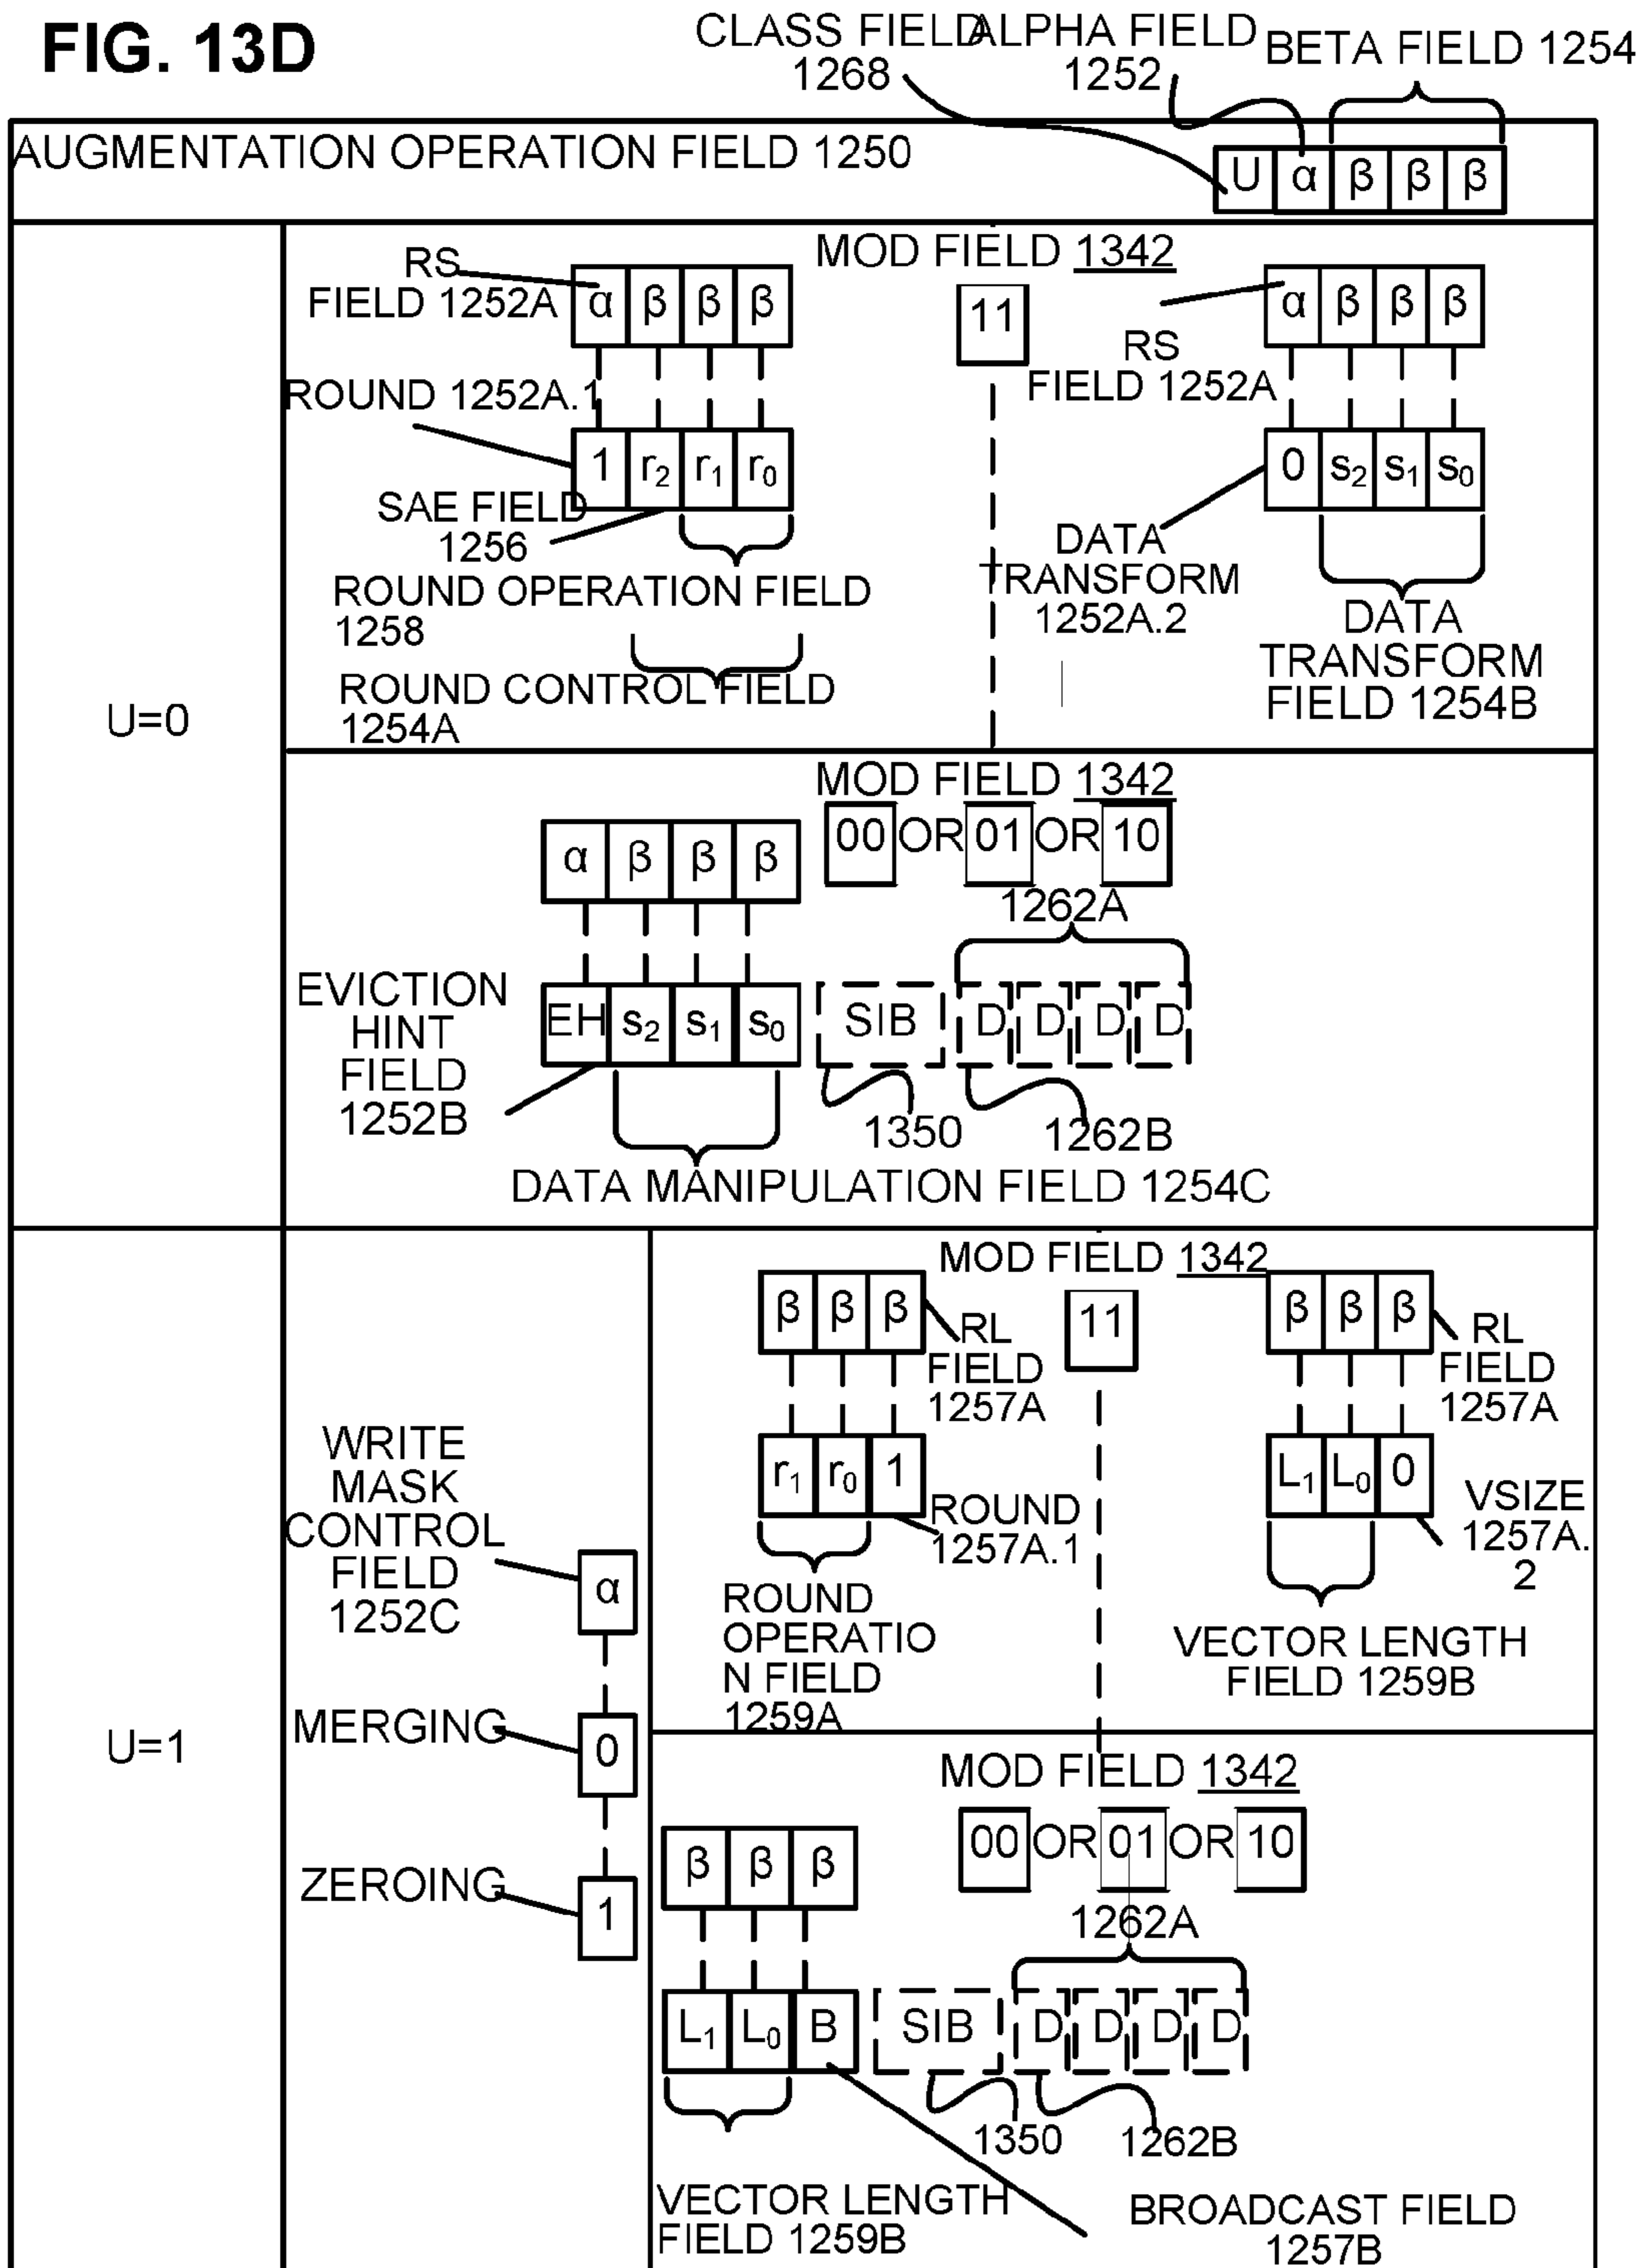 FIG. 13D
CLASS FIELD
1268
ALPHA FIELD
1252
BETA FIELD 1254
AUGMENTATION OPERATION FIELD 1250
U α β β β
U=0
MOD FIELD 1342
11
RS
FIELD 1252A
α β β β
ROUND 1252A.1
1 r2 r1 r0
SAE FIELD
1256
ROUND OPERATION FIELD
1258
ROUND CONTROL FIELD
1254A
α β β β
RS
FIELD 1252A
0 s2 s1 s0
DATA
TRANSFORM
1252A.2
DATA
TRANSFORM
FIELD 1254B
MOD FIELD 1342
00 OR 01 OR 10
α β β β
1262A
EVICTION
HINT
FIELD
1252B
EH s2 s1 s0
SIB
D D D D
1350
1262B
DATA MANIPULATION FIELD 1254C
U=1
WRITE
MASK
CONTROL
FIELD
1252C
α
MERGING
0
ZEROING
1
MOD FIELD 1342
11
β β β
RL
FIELD
1257A
r1 r0 1
ROUND
1257A.1
ROUND
OPERATIO
N FIELD
1259A
β β β
RL
FIELD
1257A
L1 L0 0
VSIZE
1257A.
2
VECTOR LENGTH
FIELD 1259B
MOD FIELD 1342
00 OR 01 OR 10
β β β
1262A
L1 L0 B
SIB
D D D D
1350
1262B
VECTOR LENGTH
FIELD 1259B
BROADCAST FIELD
1257B